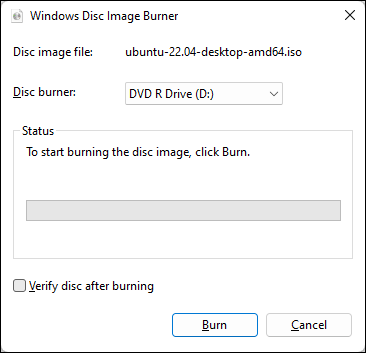 Windows Disc Image Burner
Disc image file: ubuntu-22.04-desktop-amd64.iso
Disc burner: DVD R Drive (D:)
Status
To start burning the disc image, click Burn.
Verify disc after burning
Burn Cancel